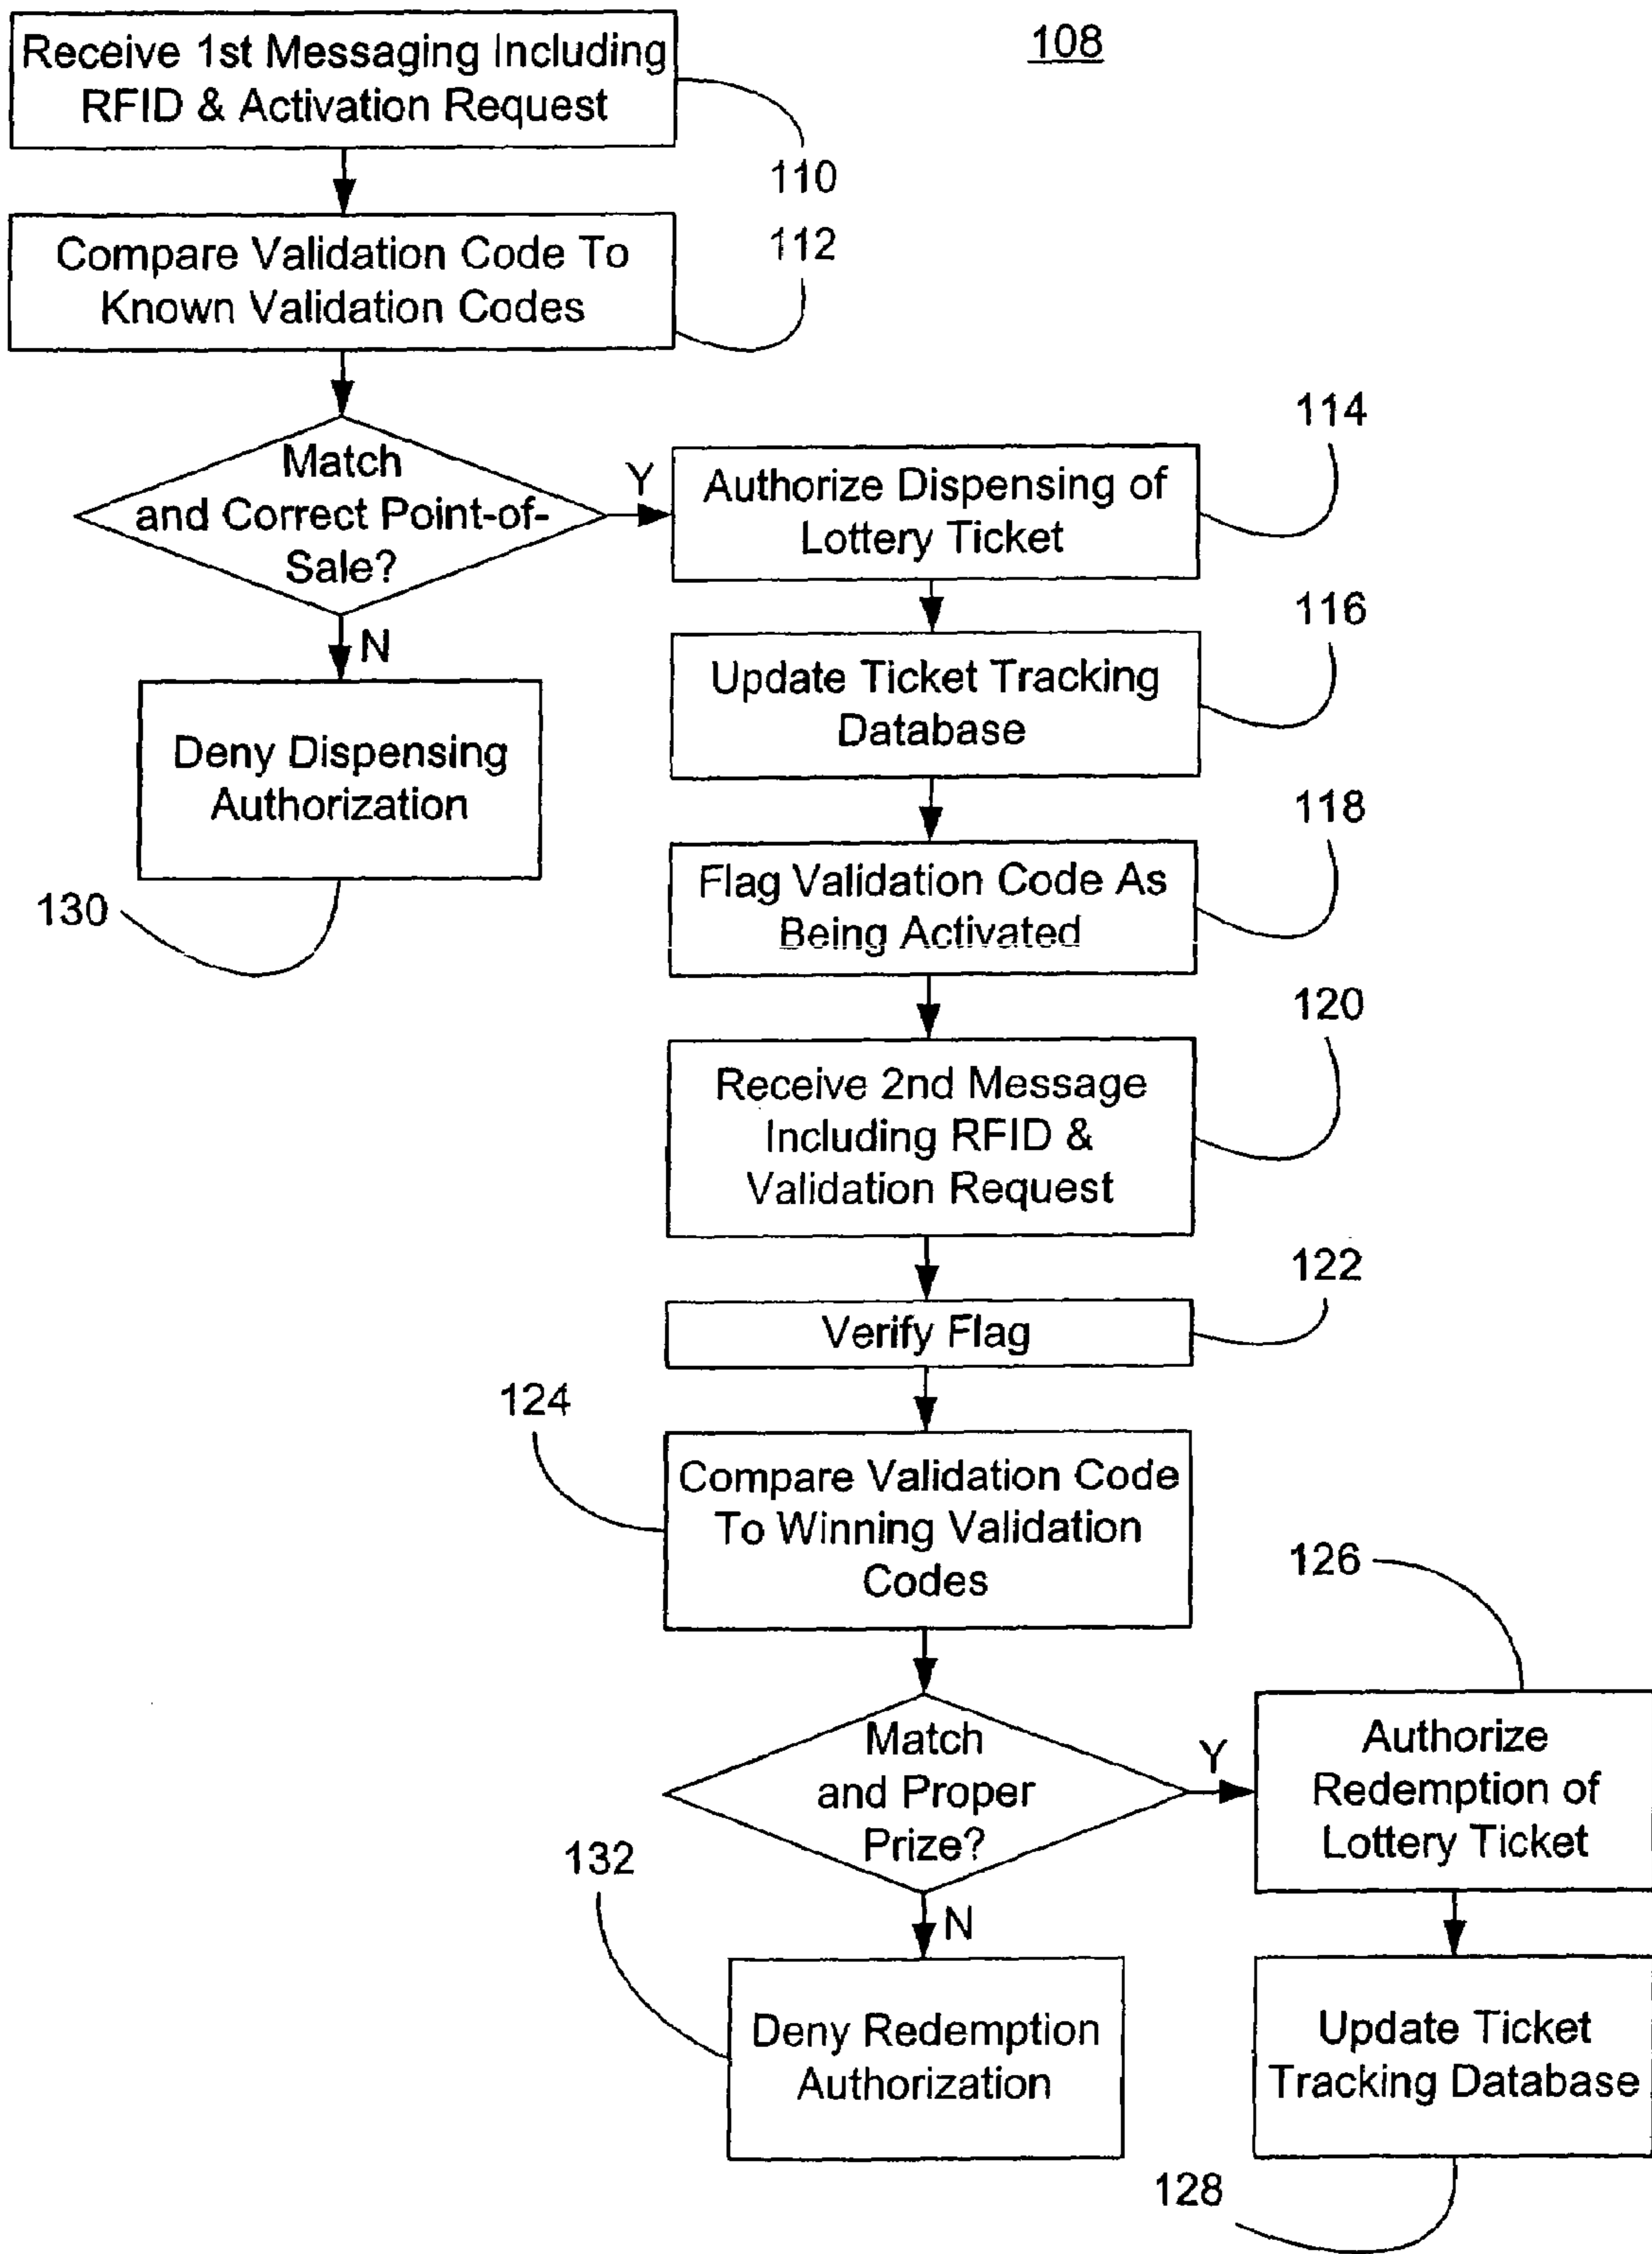 108
Receive 1st Messaging Including
RFID & Activation Request
110
Compare Validation Code To
Known Validation Codes
112
Match
and Correct Point-of-
Sale?
Y
N
Authorize Dispensing of
Lottery Ticket
114
Update Ticket Tracking
Database
116
Deny Dispensing
Authorization
130
Flag Validation Code As
Being Activated
118
Receive 2nd Message
Including RFID &
Validation Request
120
Verify Flag
122
124
Compare Validation Code
To Winning Validation
Codes
Match
and Proper
Prize?
Y
N
126
Authorize
Redemption of
Lottery Ticket
132
Deny Redemption
Authorization
Update Ticket
Tracking Database
128